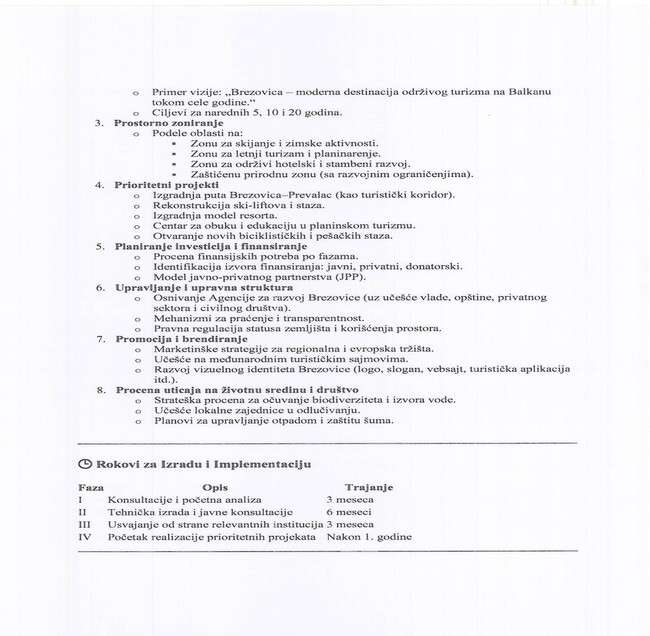 o Primer vizije: „Brezovica – moderna destinacija održivog turizma na Balkanu
tokom cele godine.“
o Ciljevi za narednih 5, 10 i 20 godina.
3. Prostorno zoniranje
o Podele oblasti na:
▪ Zonu za skijanje i zimske aktivnosti.
▪ Zonu za letnji turizam i planinarenje.
▪ Zonu za održivi hotelski i stambeni razvoj.
▪ Zaštićenu prirodnu zonu (sa razvojnim ograničenjima).
4. Prioritetni projekti
o Izgradnja puta Brezovica–Prevalac (kao turistički koridor).
o Rekonstrukcija ski-liftova i staza.
o Izgradnja model resorta.
o Centar za obuku i edukaciju u planinskom turizmu.
o Otvaranje novih biciklističkih i pešačkih staza.
5. Planiranje investicija i finansiranje
o Procena finansijskih potreba po fazama.
o Identifikacija izvora finansiranja: javni, privatni, donatorski.
o Model javno-privatnog partnerstva (JPP).
6. Upravljanje i upravna struktura
o Osnivanje Agencije za razvoj Brezovice (uz učešće vlade, opštine, privatnog
sektora i civilnog društva).
o Mehanizmi za praćenje i transparentnost.
o Pravna regulacija statusa zemljišta i korišćenja prostora.
7. Promocija i brendiranje
o Marketinške strategije za regionalna i evropska tržišta.
o Učešće na međunarodnim turističkim sajmovima.
o Razvoj vizuelnog identiteta Brezovice (logo, slogan, vebsajt, turistička aplikacija
itd.).
8. Procena uticaja na životnu sredinu i društvo
o Strateška procena za očuvanje biodiverziteta i izvora vode.
o Učešće lokalne zajednice u odlučivanju.
o Planovi za upravljanje otpadom i zaštitu šuma.
Rokovi za Izradu i Implementaciju
Faza Opis Trajanje
I Konsultacije i početna analiza 3 meseca
II Tehnička izrada i javne konsultacije 6 meseci
III Usvajanje od strane relevantnih institucija 3 meseca
IV Početak realizacije prioritetnih projekata Nakon 1. godine